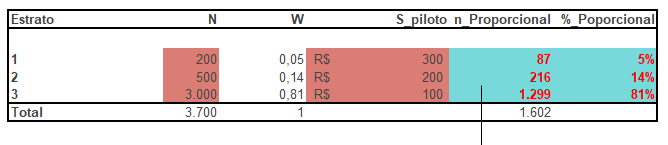 Estrato N W S_piloto n_Proporcional %_Poporcional
1 200 0,05 R$ 300 87 5%
2 500 0,14 R$ 200 216 14%
3 3.000 0,81 R$ 100 1.299 81%
Total 3.700 1 1.602